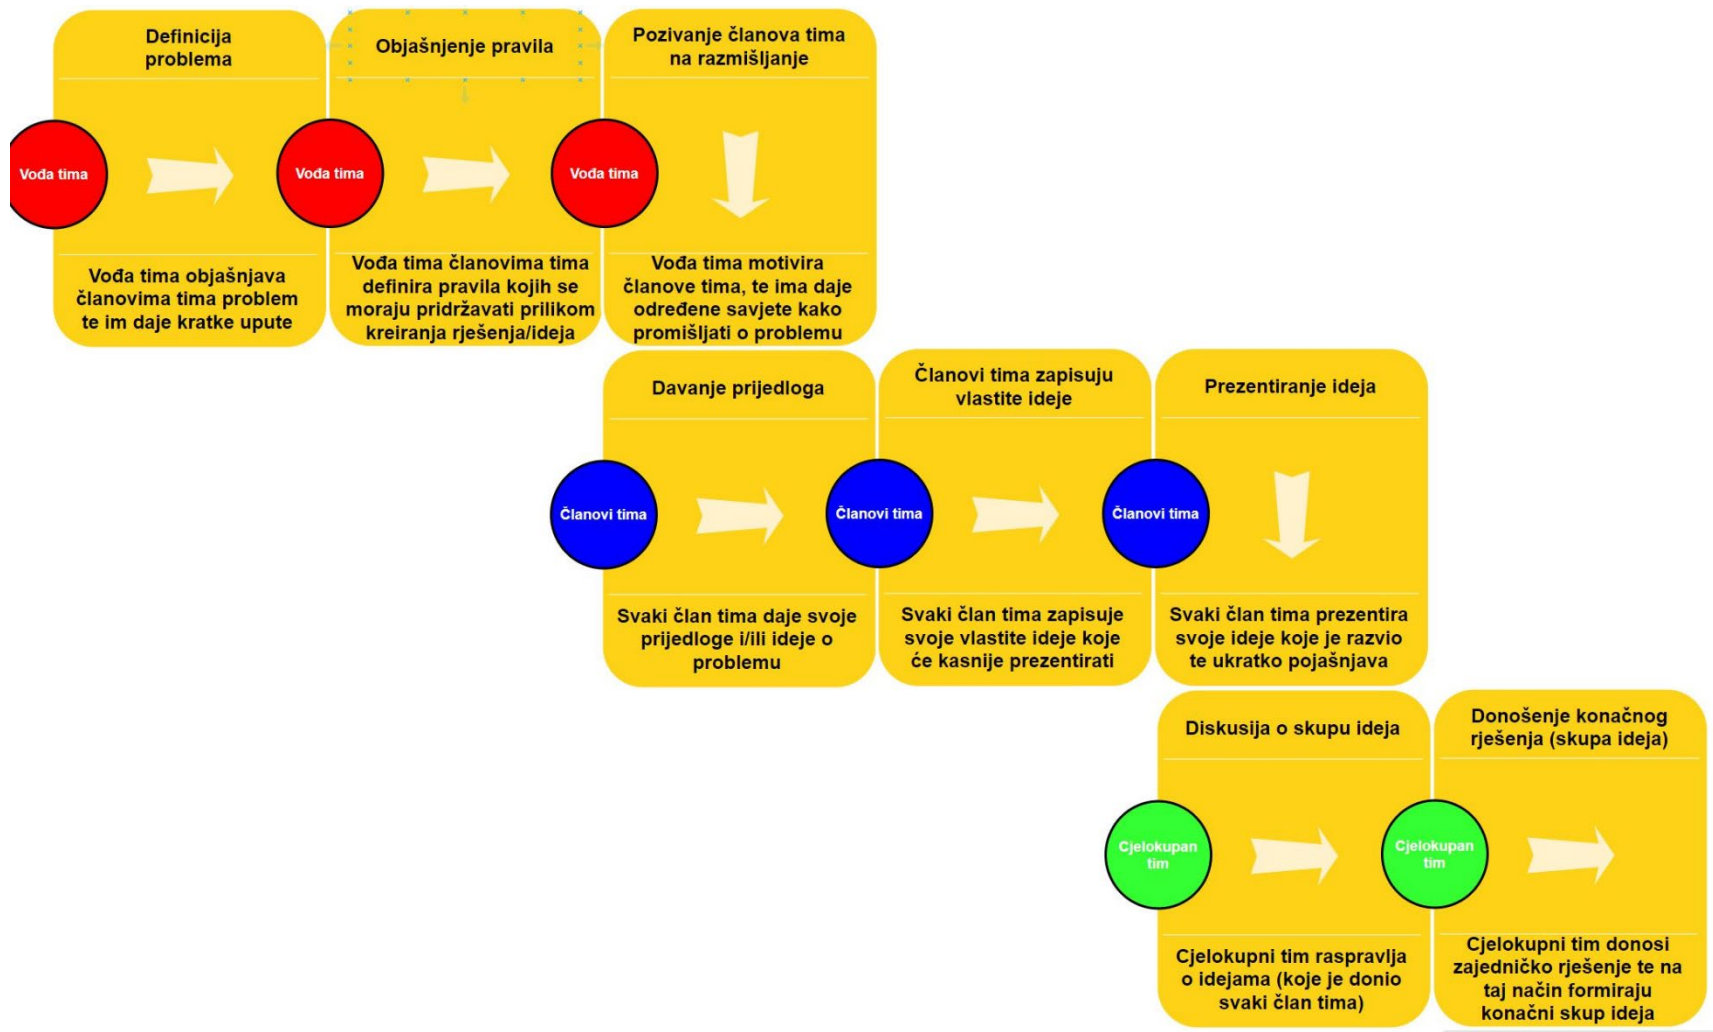 Definicija
problema
Vođa tima
Vođa tima objašnjava
članovima tima problem
te im daje kratke upute
Objašnjenje pravila
Vođa tima
Vođa tima članovima tima
definira pravila kojih se
moraju pridržavati prilikom
kreiranja rješenja/ideja
Pozivanje članova tima
na razmišljanje
Vođa tima
Vođa tima motivira
članove tima, te ima daje
određene savjete kako
promišljati o problemu
Davanje prijedloga
Članovi tima
Svaki član tima daje svoje
prijedloge i/ili ideje o
problemu
Članovi tima zapisuju
vlastite ideje
Članovi tima
Svaki član tima zapisuje
svoje vlastite ideje koje
će kasnije prezentirati
Prezentiranje ideja
Članovi tima
Svaki član tima prezentira
svoje ideje koje je razvio
te ukratko pojašnjava
Diskusija o skupu ideja
Cjelokupan
tim
Cjelokupni tim raspravlja
o idejama (koje je donio
svaki član tima)
Donošenje konačnog
rješenja (skupa ideja)
Cjelokupan
tim
Cjelokupni tim donosi
zajedničko rješenje te na
taj način formiraju
konačni skup ideja